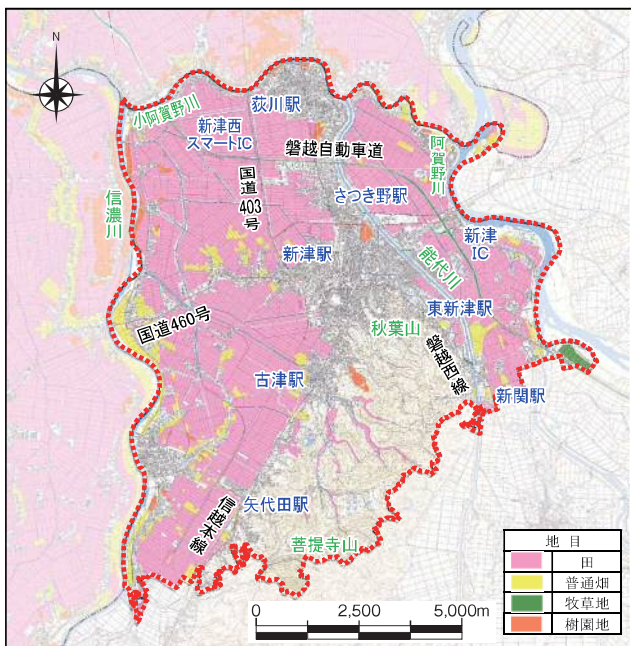 N
小阿賀野川
荻川駅
新津西
スマートIC
磐越自動車道
阿賀野川
国道403号
さつき野駅
信濃川
新津駅
新津
IC
能代川
東新津駅
国道460号
秋葉山
磐越西線
古津駅
新関駅
矢代田駅
信越本線
菩提寺山
地 目
田
普通畑
牧草地
樹園地
0 2,500 5,000m